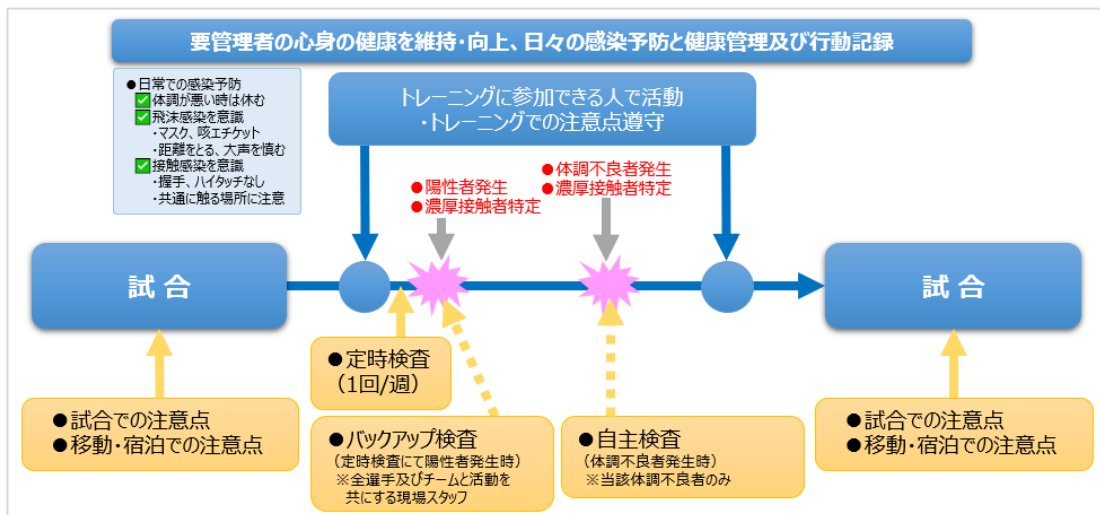 要管理者の心身の健康を維持・向上、日々の感染予防と健康管理及び行動記録
●日常での感染予防
✅体調が悪い時は休む
✅飛沫感染を意識
・マスク、咳エチケット
・距離をとる、大声を慎む
✅接触感染を意識
・握手、ハイタッチなし
・共通に触る場所に注意
トレーニングに参加できる人で活動
・トレーニングでの注意点遵守
●陽性者発生
●濃厚接触者特定
●体調不良者発生
●濃厚接触者特定
試 合
試 合
●定時検査
（1回/週）
●試合での注意点
●移動・宿泊での注意点
●バックアップ検査
（定時検査にて陽性者発生時）
※全選手及びチームと活動を
共にする現場スタッフ
●自主検査
（体調不良者発生時）
※当該体調不良者のみ
●試合での注意点
●移動・宿泊での注意点